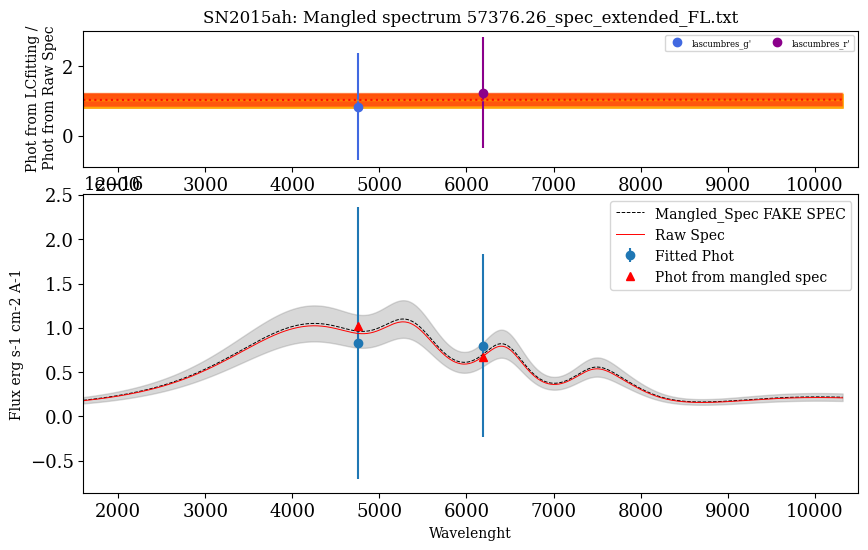 SN2015ah: Mangled spectrum 57376.26_spec_extended_FL.txt
Phot from LCfitting /
Phot from Raw Spec
2
0
lascumbres_g'
lascumbres_r'
2000 3000 4000 5000 6000 7000 8000 9000 10000
1e−16
Flux erg s-1 cm-2 A-1
2.5
2.0
1.5
1.0
0.5
0.0
−0.5
Mangled_Spec FAKE SPEC
Raw Spec
Fitted Phot
Phot from mangled spec
2000 3000 4000 5000 6000 7000 8000 9000 10000
Wavelenght